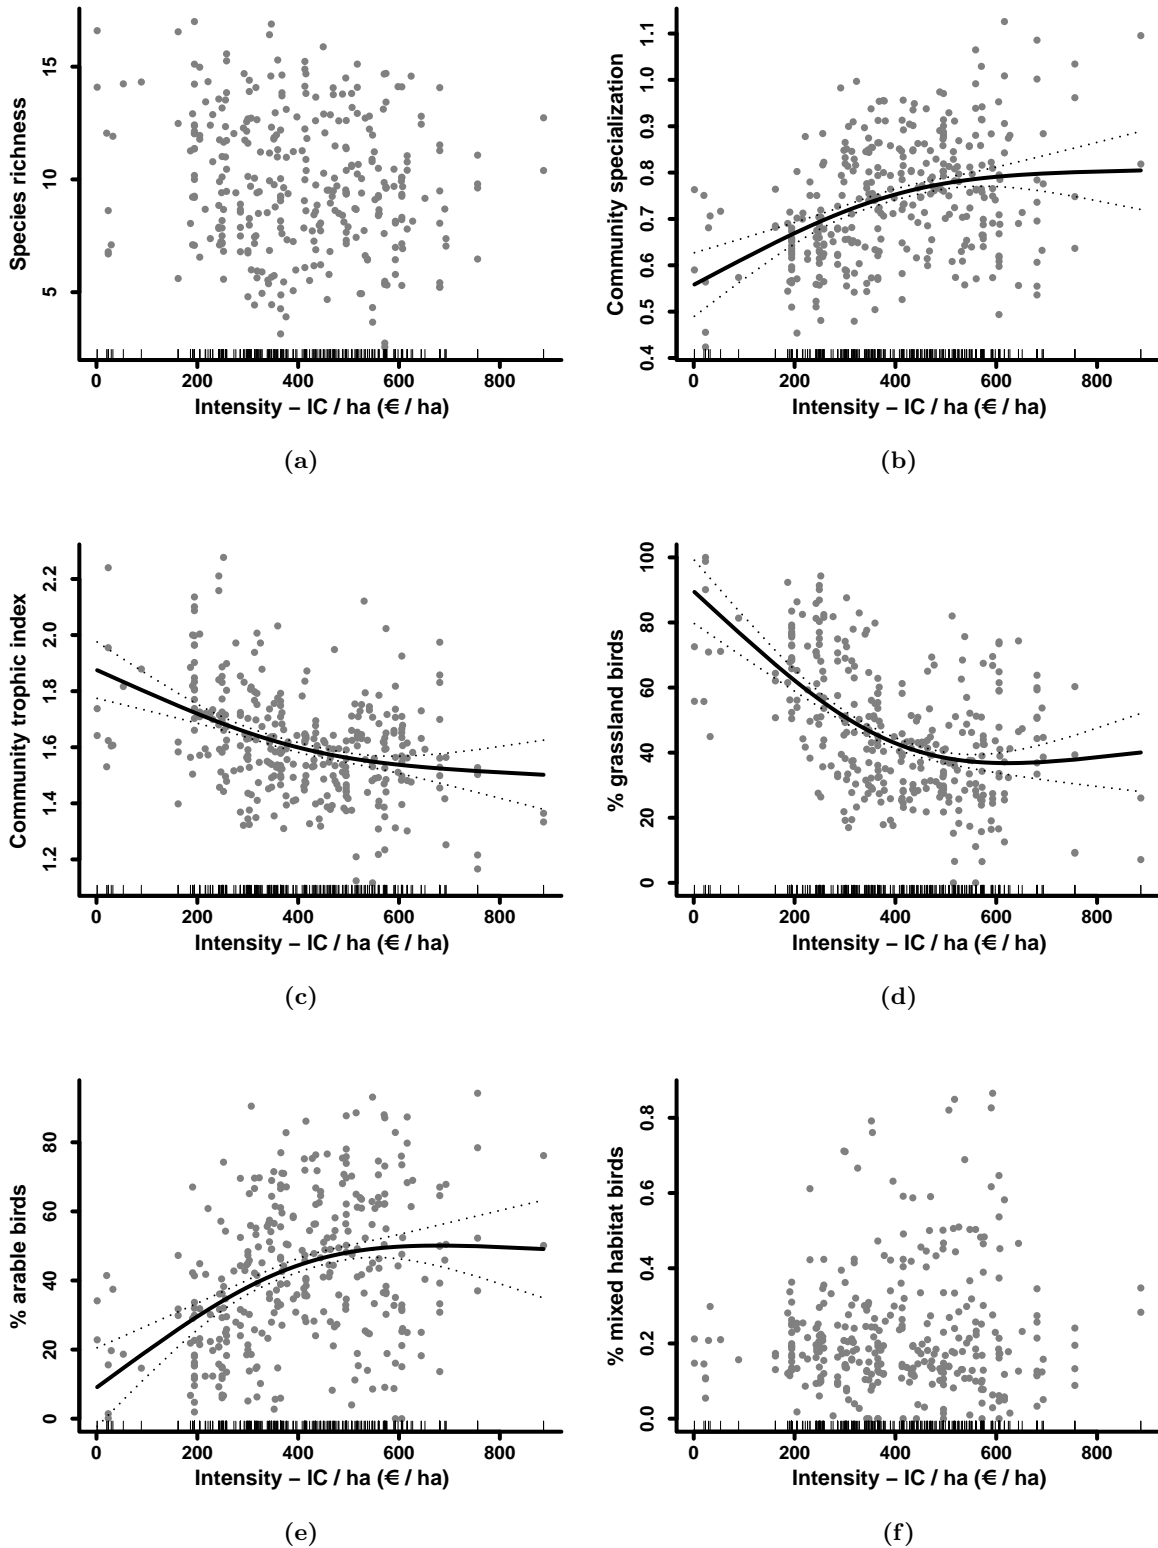 Species richness
5
10
15
0 200 400 600 800
Intensity – IC / ha (€ / ha)
(a)
Community specialization
0.4
0.5
0.6
0.7
0.8
0.9
1.0
1.1
0 200 400 600 800
Intensity – IC / ha (€ / ha)
(b)
Community trophic index
1.2
1.4
1.6
1.8
2.0
2.2
0 200 400 600 800
Intensity – IC / ha (€ / ha)
(c)
% grassland birds
0
20
40
60
80
100
0 200 400 600 800
Intensity – IC / ha (€ / ha)
(d)
% arable birds
0
20
40
60
80
0 200 400 600 800
Intensity – IC / ha (€ / ha)
(e)
% mixed habitat birds
0.0
0.2
0.4
0.6
0.8
0 200 400 600 800
Intensity – IC / ha (€ / ha)
(f)